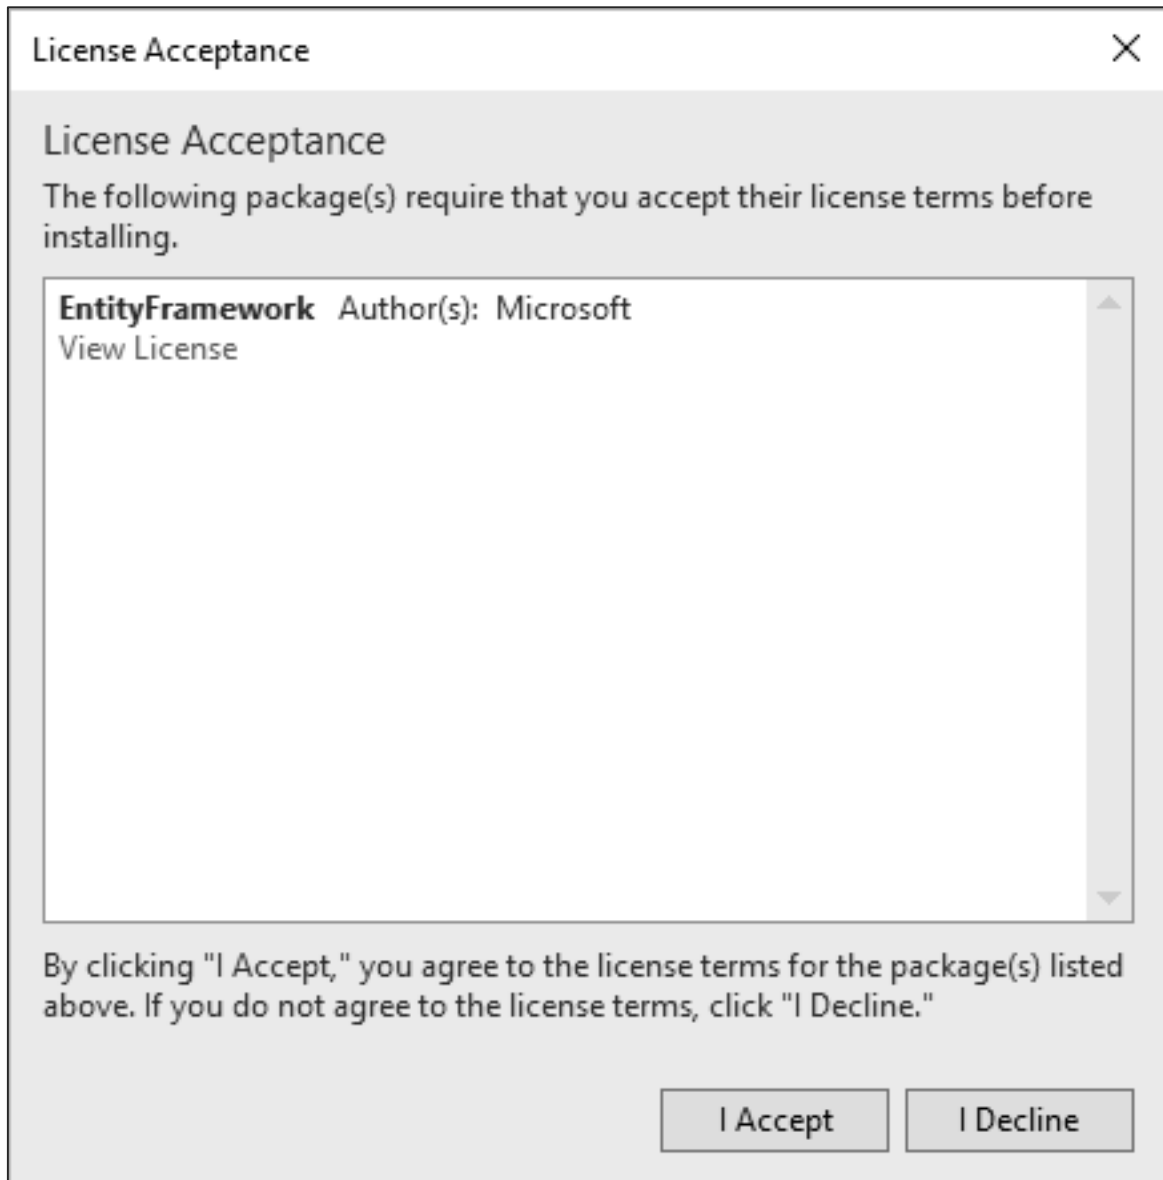 License Acceptance
License Acceptance
The following package(s) require that you accept their license terms before
installing.
EntityFramework Author(s): Microsoft
View License
By clicking "I Accept," you agree to the license terms for the package(s) listed
above. If you do not agree to the license terms, click "I Decline."
I Accept I Decline